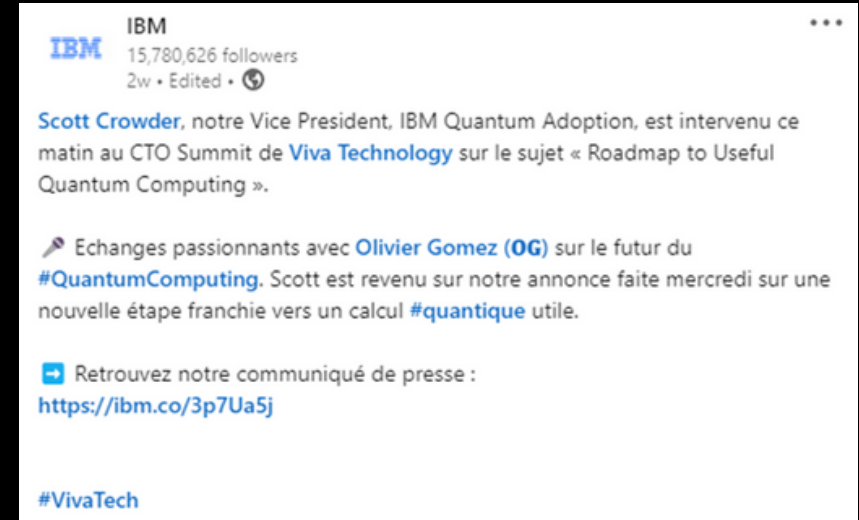 IBM
IBM
15,780,626 followers
2w • Edited •
Scott Crowder, notre Vice President, IBM Quantum Adoption, est intervenu ce
matin au CTO Summit de Viva Technology sur le sujet « Roadmap to Useful
Quantum Computing ».
🎤 Echanges passionnants avec Olivier Gomez (𝗢𝗚) sur le futur du
#QuantumComputing. Scott est revenu sur notre annonce faite mercredi sur une
nouvelle étape franchie vers un calcul #quantique utile.
➡️ Retrouvez notre communiqué de presse :
https://ibm.co/3p7Ua5j
#VivaTech